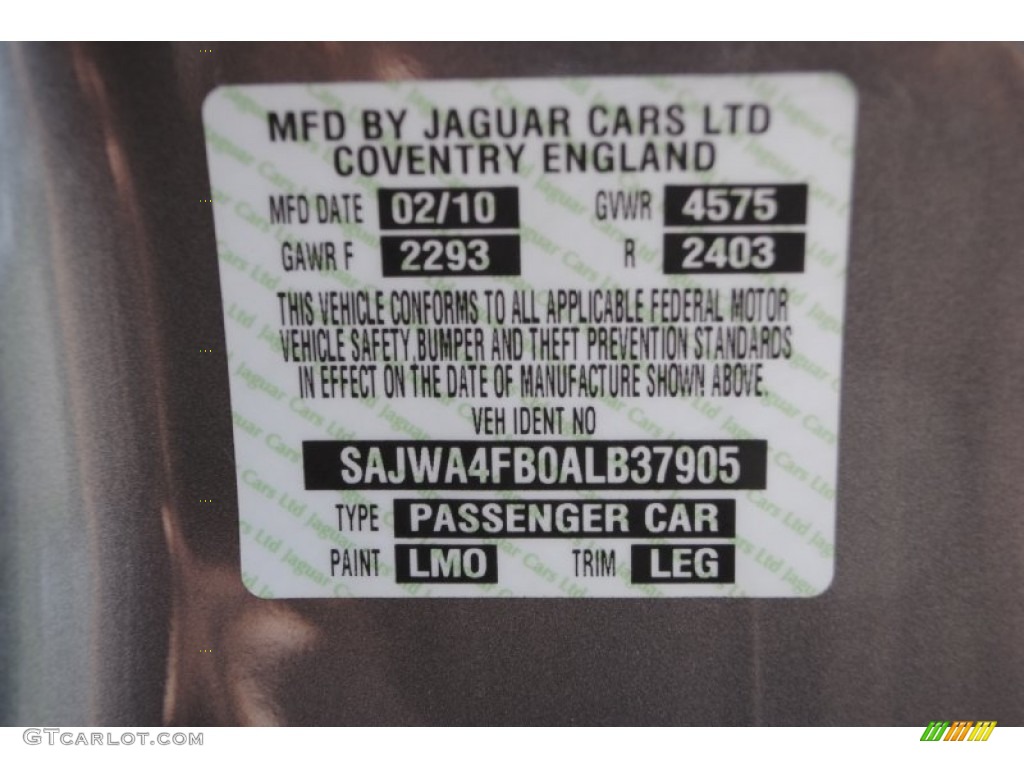 MFD BY JAGUAR CARS LTD
COVENTRY ENGLAND
MFD DATE 02/10 GVWR 4575
GAWR F 2293 R 2403
THIS VEHICLE CONFORMS TO ALL APPLICABLE FEDERAL MOTOR
VEHICLE SAFETY,BUMPER AND THEFT PREVENTION STANDARDS
IN EFFECT ON THE DATE OF MANUFACTURE SHOWN ABOVE.
VEH IDENT NO
SAJWA4FB0ALB37905
TYPE PASSENGER CAR
PAINT LMO TRIM LEG
GTCARLOT.COM